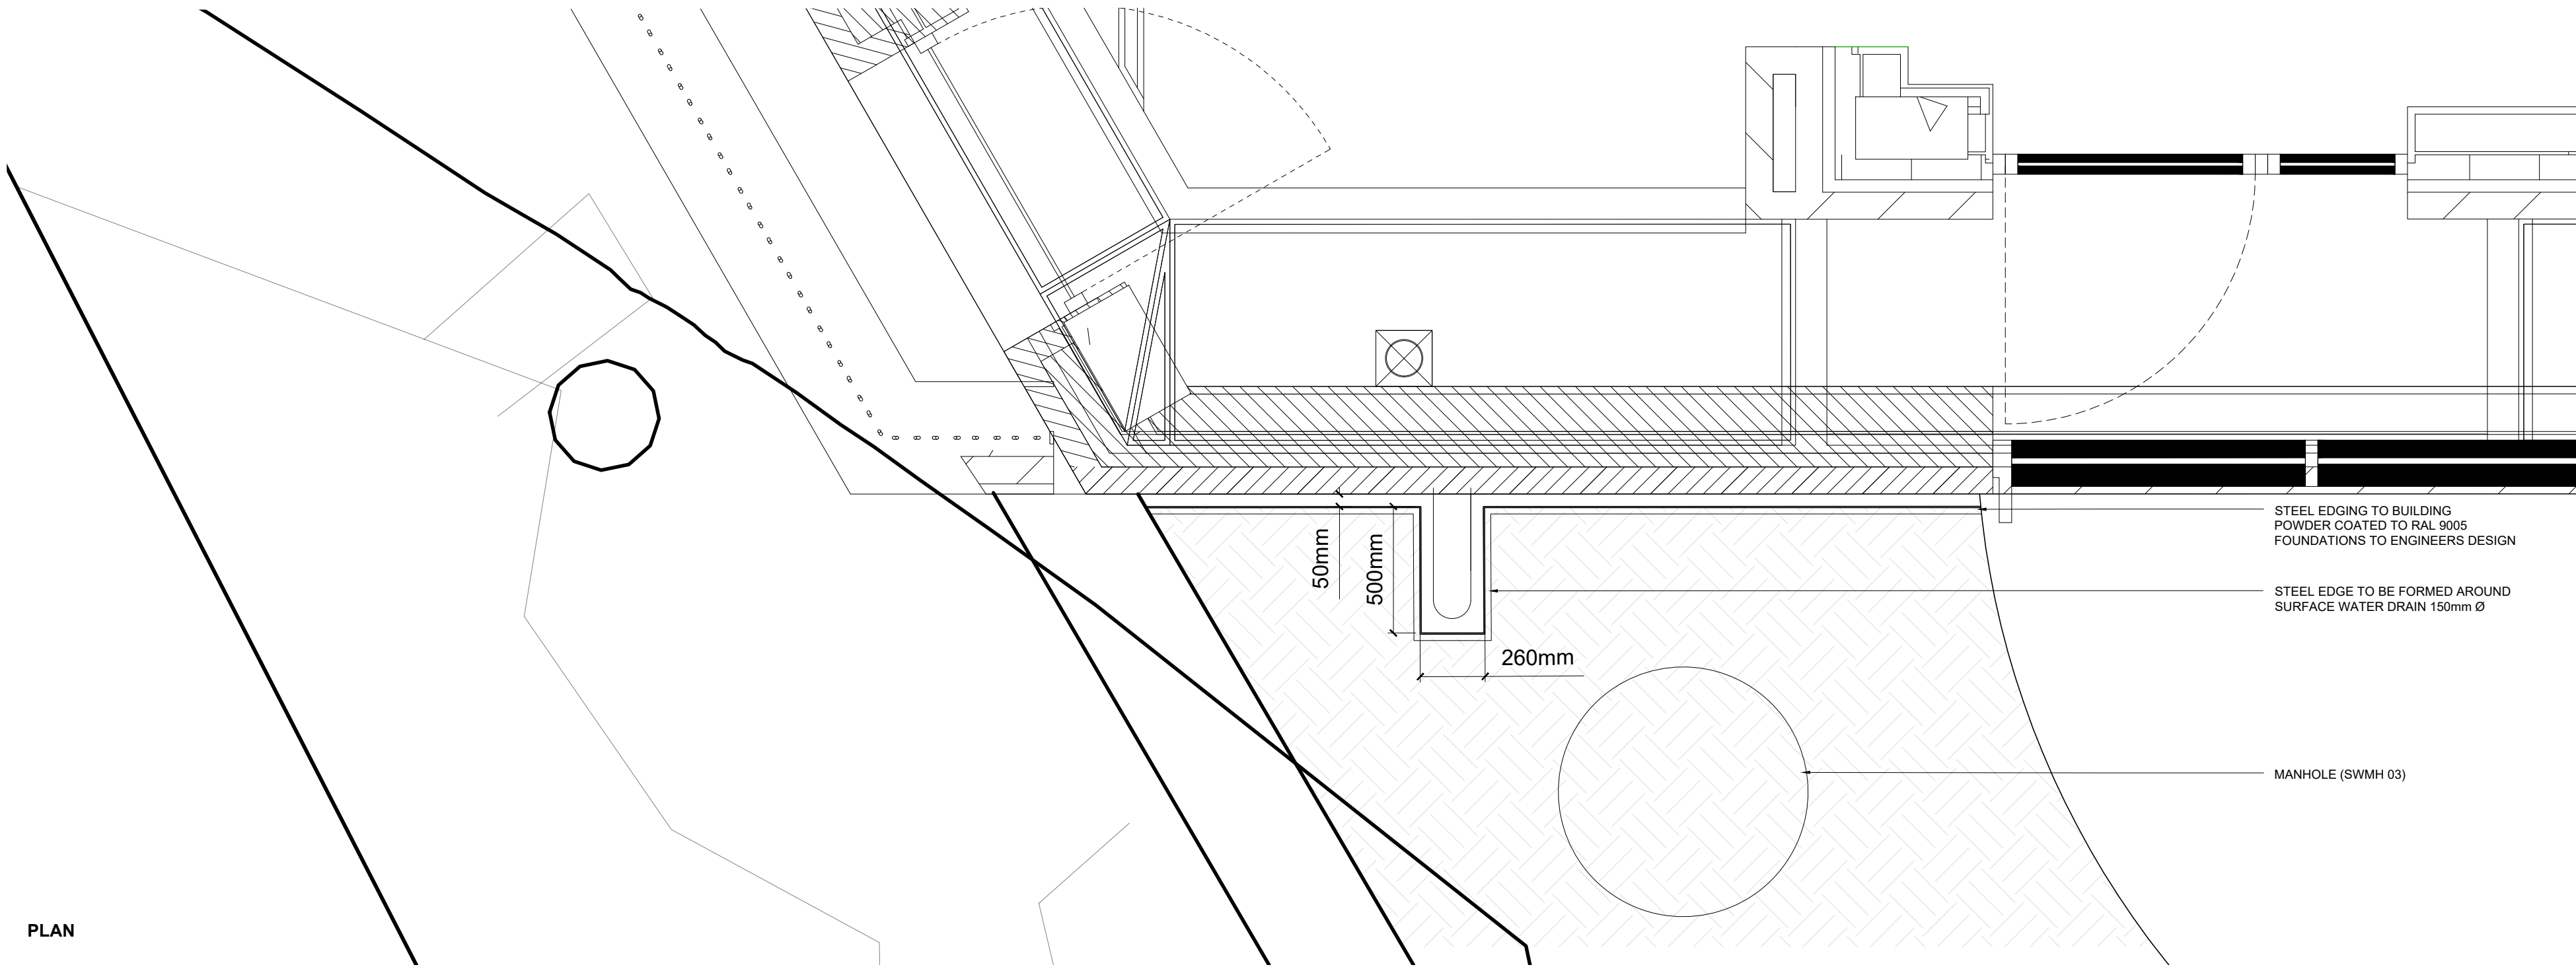 STEEL EDGING TO BUILDING
POWDER COATED TO RAL 9005
FOUNDATIONS TO ENGINEERS DESIGN
50mm
500mm
STEEL EDGE TO BE FORMED AROUND
SURFACE WATER DRAIN 150mm Ø
260mm
MANHOLE (SWMH 03)
PLAN